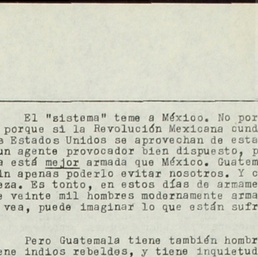 El "sistema" teme a México. No por
porque si la Revolución Mexicana cund
Estados Unidos se aprovechan de esta
un agente provocador bien dispuesto, p
está mejor armada que México. Guatem
in apenas poderlo evitar nosotros. Y c
eza. Es tonto, en estos días de armame
e veinte mil hombres modernamente arma
vea, puede imaginar lo que están sufr
Pero Guatemala tiene también hombr
ene indios rebeldes, y tiene inquietud